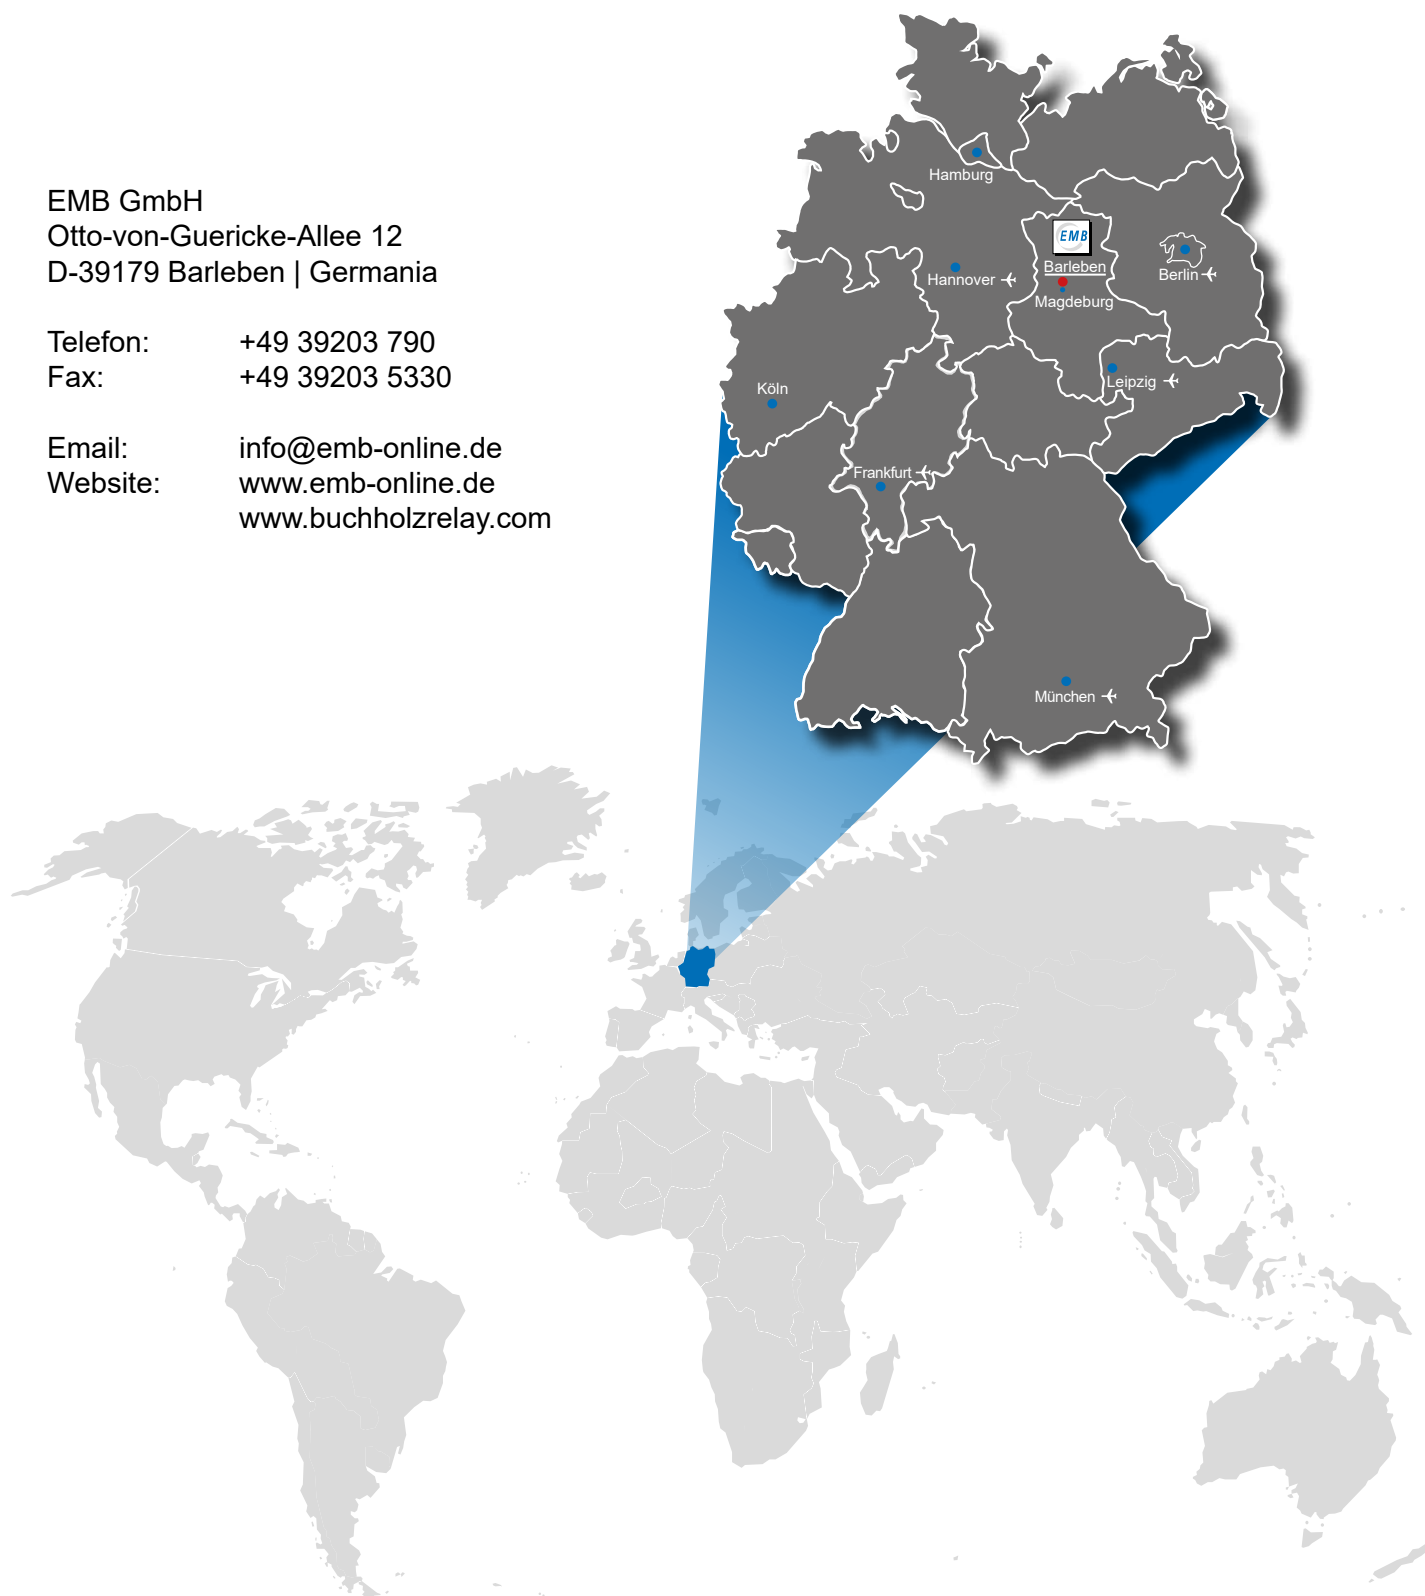 EMB GmbH
Otto-von-Guericke-Allee 12
D-39179 Barleben | Germania
Telefon: +49 39203 790
Fax: +49 39203 5330
Email: info@emb-online.de
Website: www.emb-online.de
www.buchholzrelay.com
Hamburg
EMB
Barleben
Hannover
Berlin
Magdeburg
Köln
Leipzig
Frankfurt
München